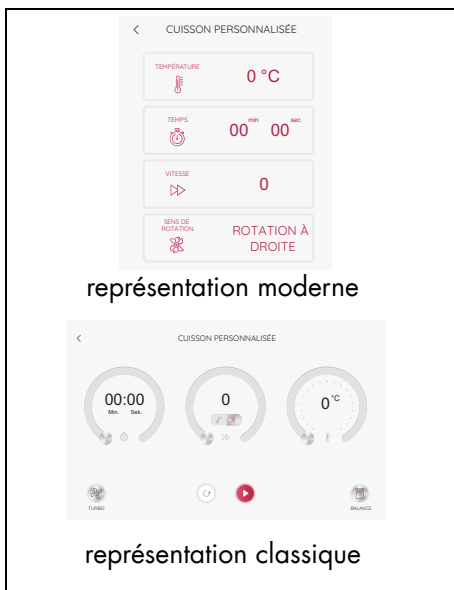 CUISSON PERSONNALISÉE
TEMPÉRATURE
0 °C
TEMPS
00 min 00 sec
VITESSE
0
SENS DE
ROTATION
ROTATION À
DROITE
représentation moderne
CUISSON PERSONNALISÉE
00:00
Min. Sek.
0
0°C
TURBO
BALANCE
représentation classique